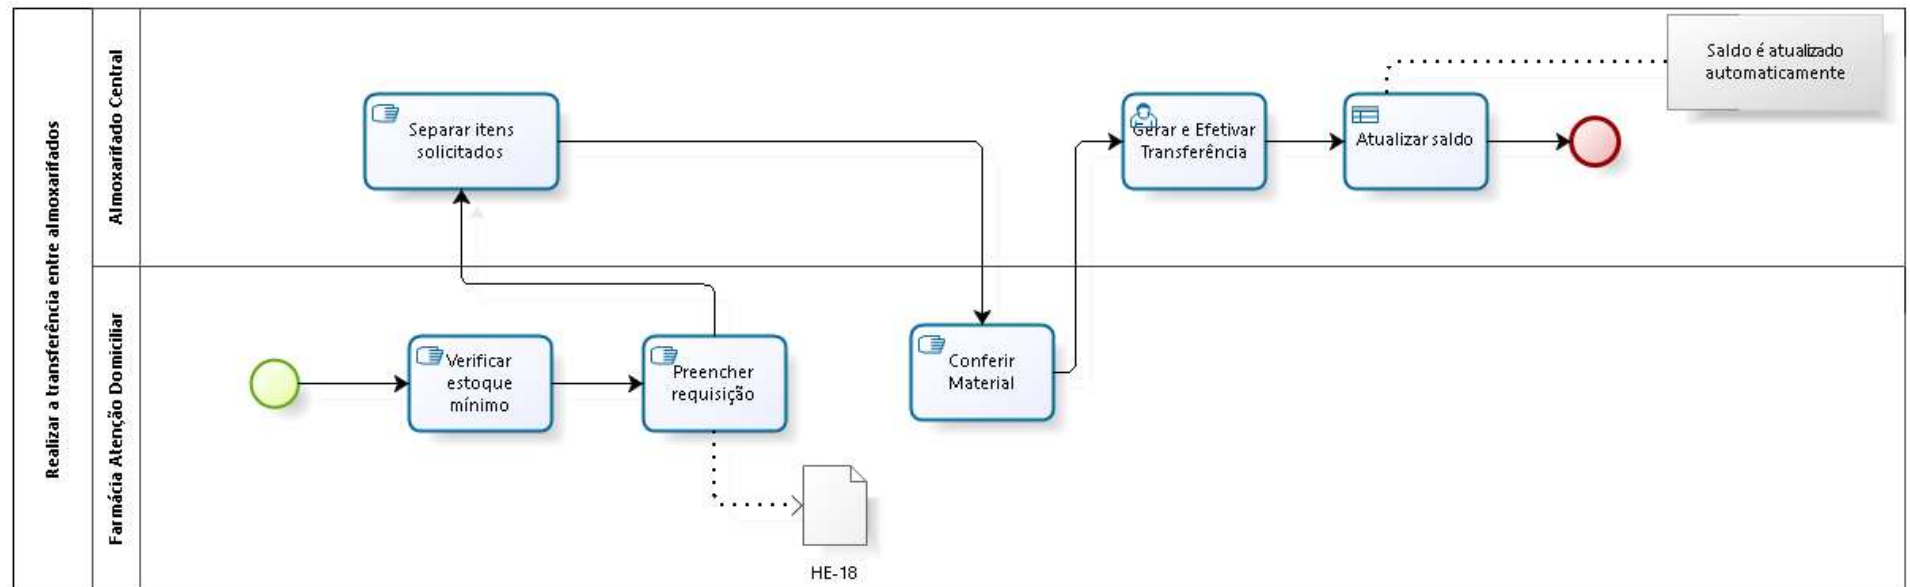 Realizar a transferência entre almoxarifados
Almoxarifado Central
Separar itens
solicitados
Gerar e Efetivar
Transferência
Atualizar saldo
Saldo é atualizado
automaticamente
Farmácia Atenção Domiciliar
Verificar
estoque
mínimo
Preencher
requisição
Conferir
Material
HE-18